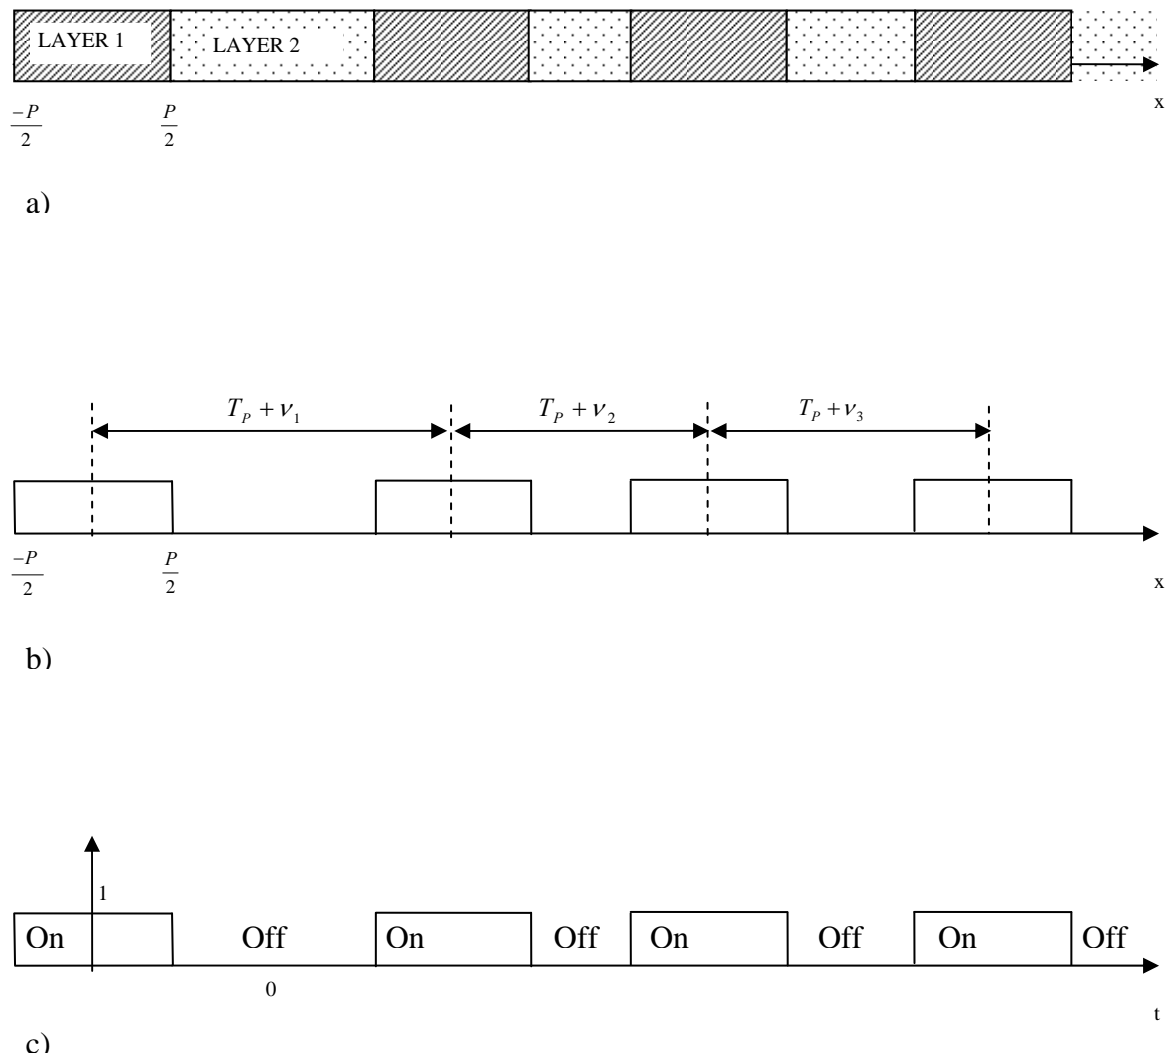 LAYER 1
LAYER 2
x
-P/2 P/2
a)
T_P + ν_1 T_P + ν_2 T_P + ν_3
-P/2 P/2
x
b)
1
On Off On Off On Off On Off
0
t
c)